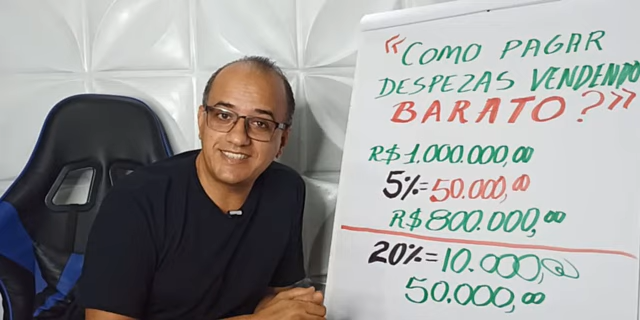 "COMO PAGAR
DESPEZAS VENDENDO
BARATO?"
R$1.000.000,00
5%=50.000,00
R$800.000,00
20%=10.000,00
50.000,00